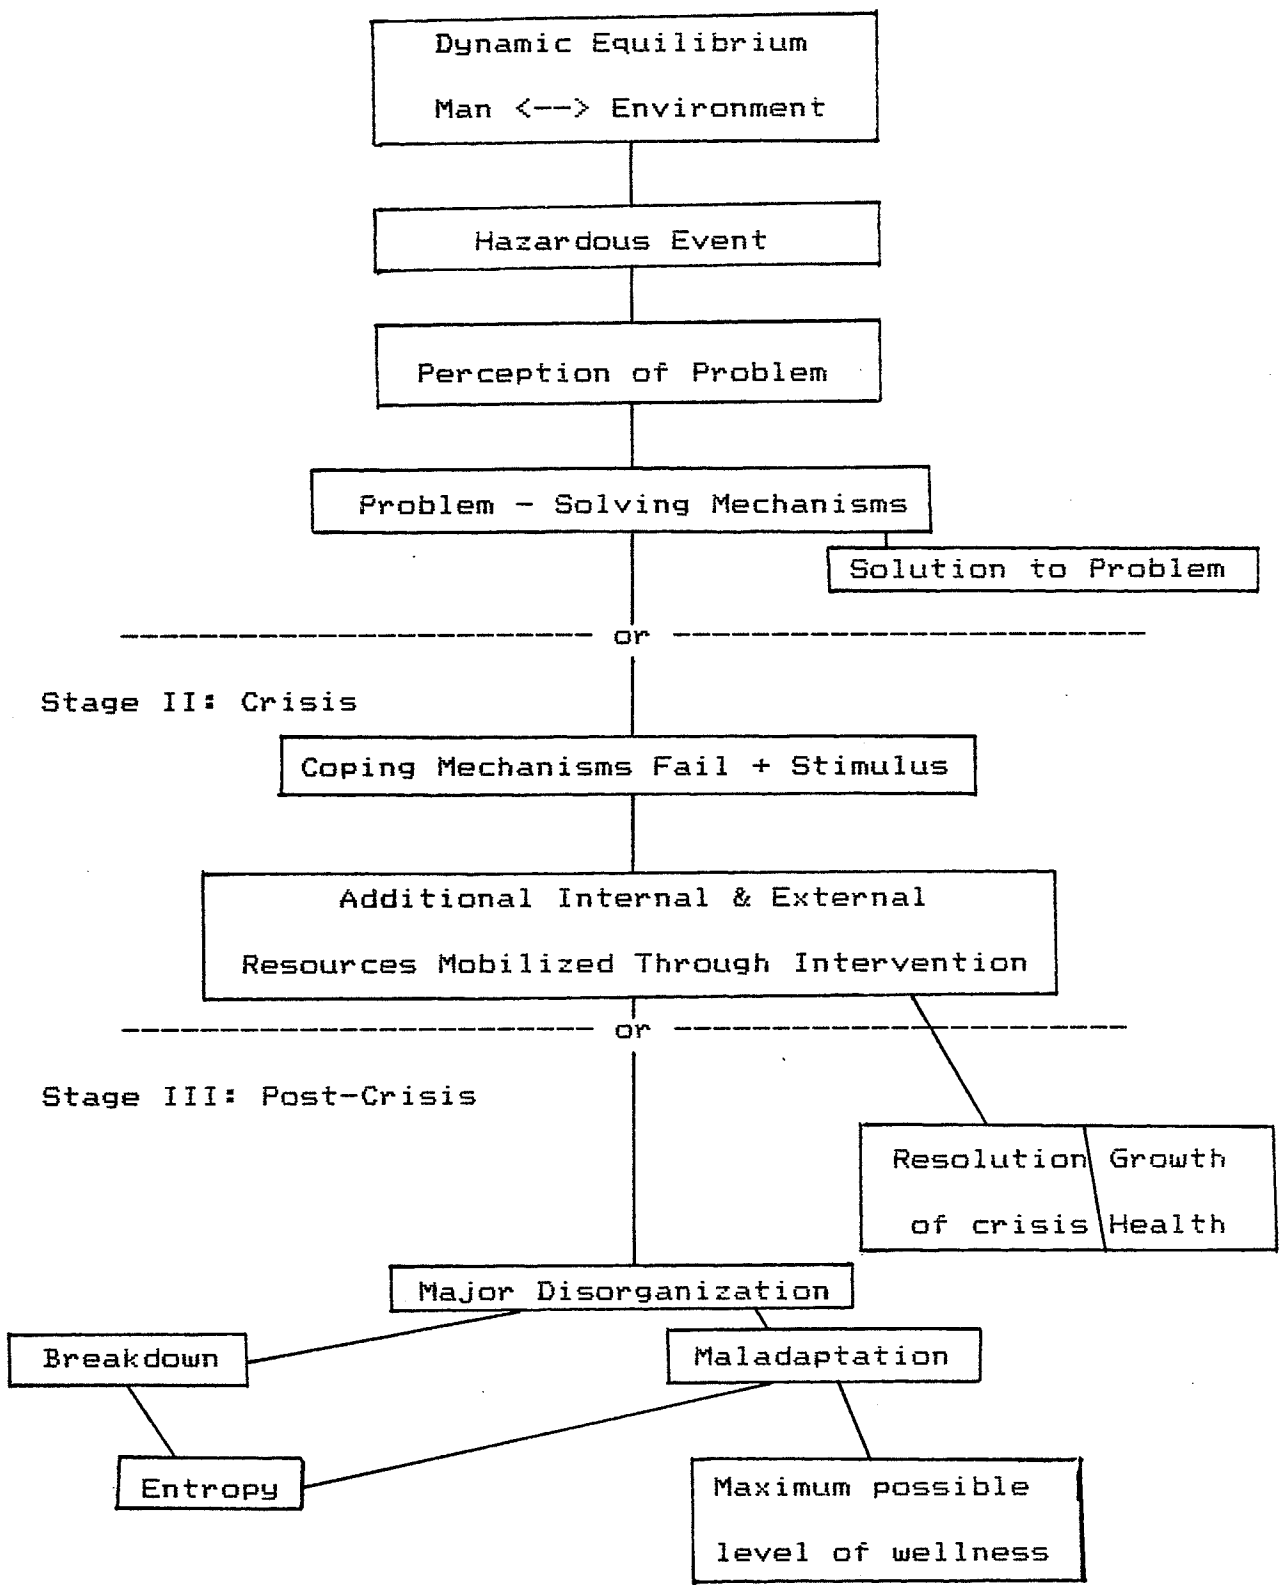 Dynamic Equilibrium
Man <--> Environment
Hazardous Event
Perception of Problem
Problem - Solving Mechanisms
Solution to Problem
or
Stage II: Crisis
Coping Mechanisms Fail + Stimulus
Additional Internal & External
Resources Mobilized Through Intervention
or
Stage III: Post-Crisis
Resolution Growth
of crisis Health
Major Disorganization
Breakdown
Maladaptation
Entropy
Maximum possible
level of wellness